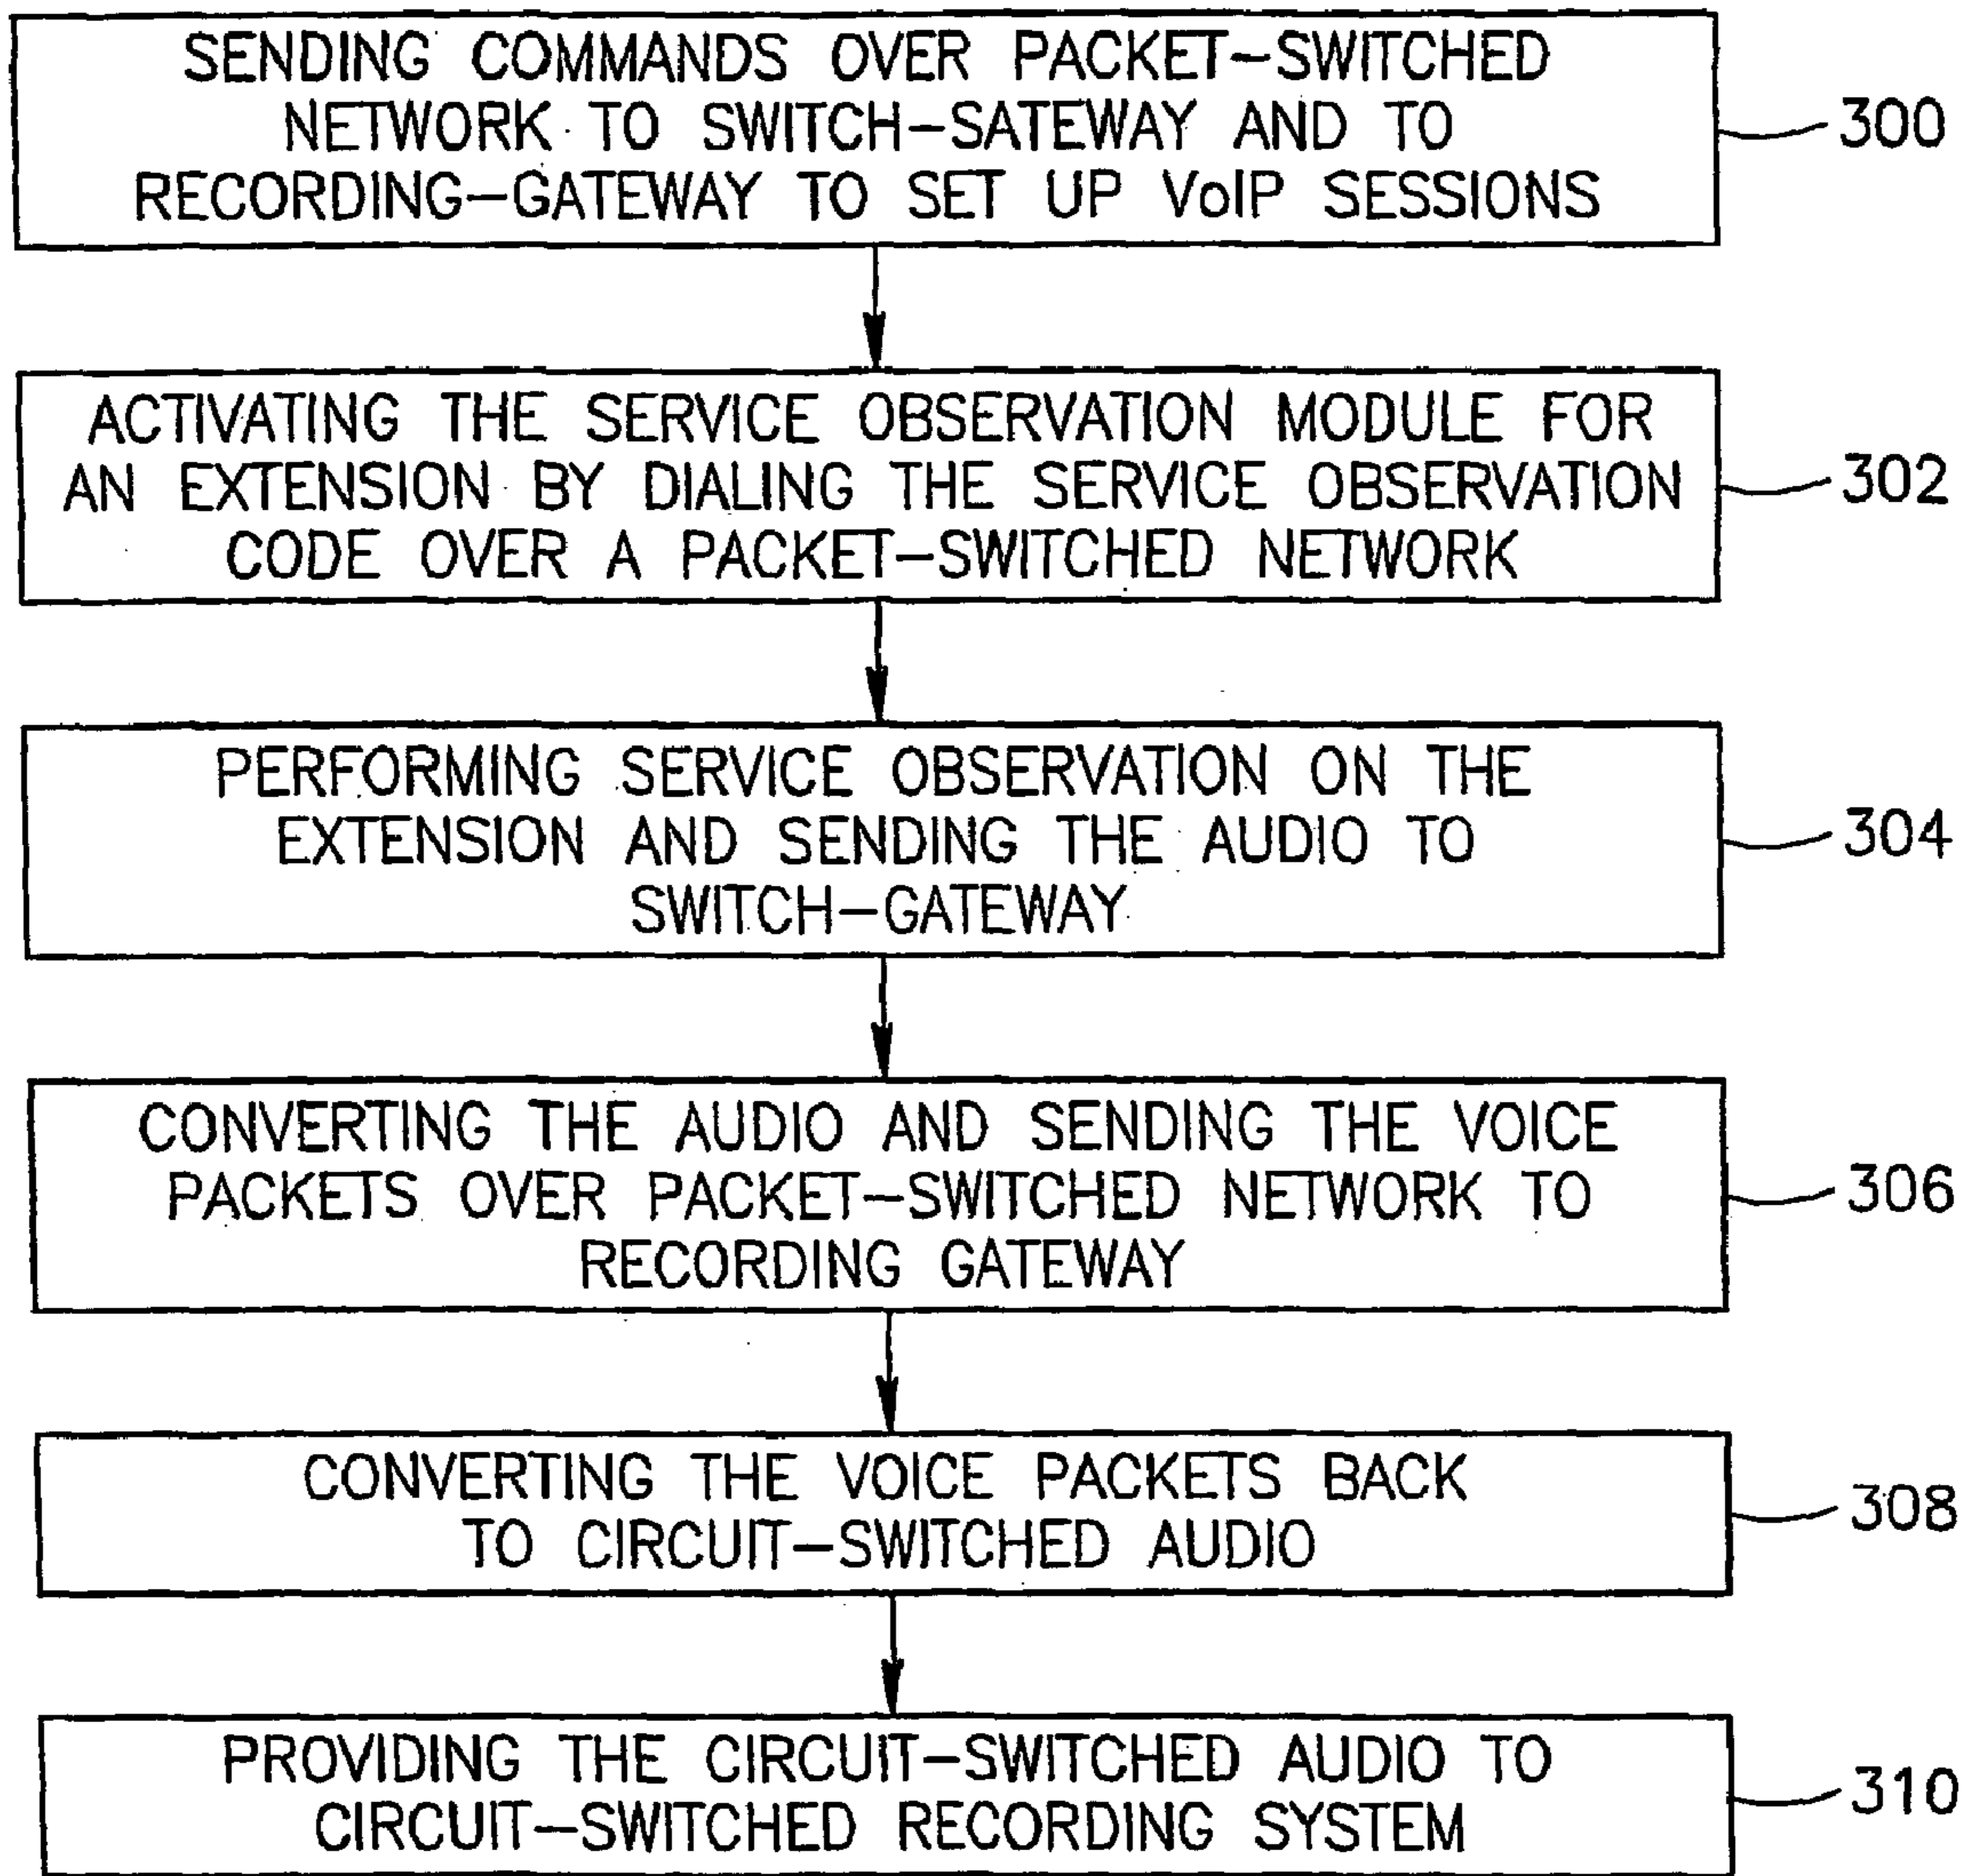 SENDING COMMANDS OVER PACKET–SWITCHED
NETWORK TO SWITCH–SATEWAY AND TO
RECORDING–GATEWAY TO SET UP VoIP SESSIONS
300
ACTIVATING THE SERVICE OBSERVATION MODULE FOR
AN EXTENSION BY DIALING THE SERVICE OBSERVATION
CODE OVER A PACKET–SWITCHED NETWORK
302
PERFORMING SERVICE OBSERVATION ON THE
EXTENSION AND SENDING THE AUDIO TO
SWITCH–GATEWAY
304
CONVERTING THE AUDIO AND SENDING THE VOICE
PACKETS OVER PACKET–SWITCHED NETWORK TO
RECORDING GATEWAY
306
CONVERTING THE VOICE PACKETS BACK
TO CIRCUIT–SWITCHED AUDIO
308
PROVIDING THE CIRCUIT–SWITCHED AUDIO TO
CIRCUIT–SWITCHED RECORDING SYSTEM
310